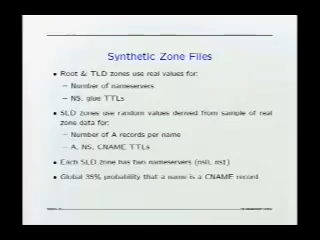 Synthetic Zone Files
• Root & TLD zones use real values for:
– Number of nameservers
– NS, glue TTLs
• SLD zones use random values derived from sample of real
zone data for:
– Number of A records per name
– A, NS, CNAME TTLs
• Each SLD zone has two nameservers (ns0, ns1)
• Global 35% probability that a name is a CNAME record